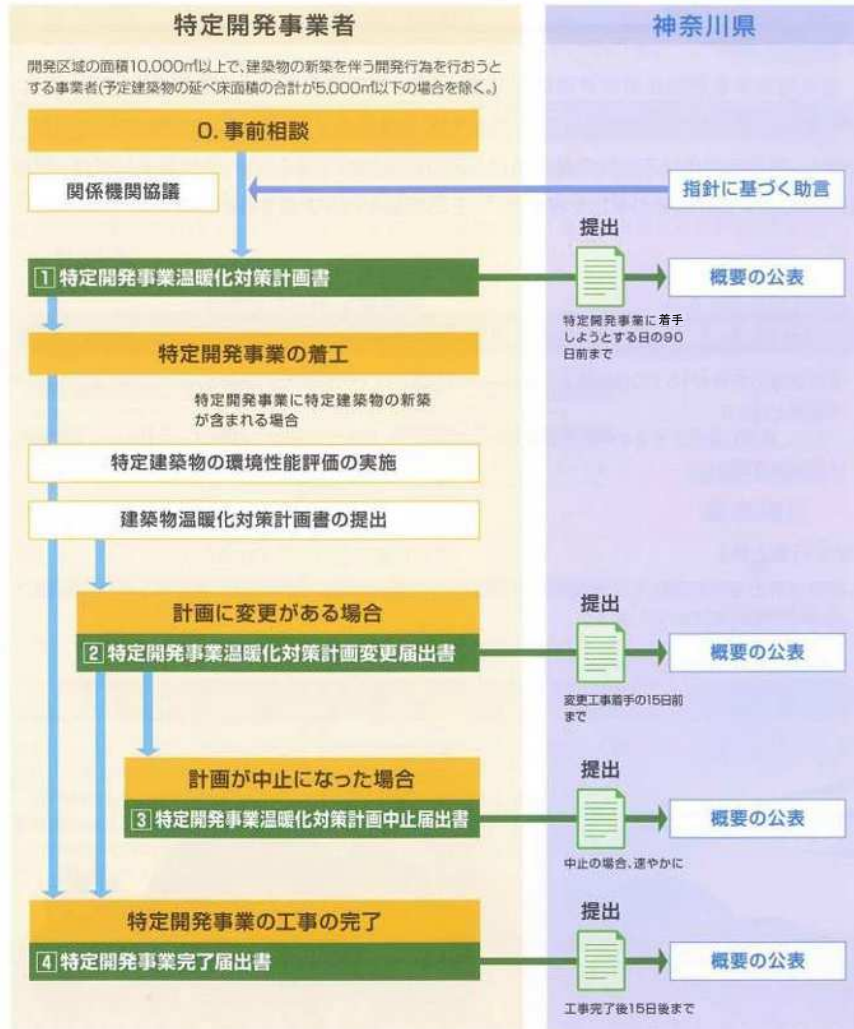 特定開発事業者
神奈川県
開発区域の面積10,000㎡以上で、建築物の新築を伴う開発行為を行おうと
する事業者(予定建築物の延べ床面積の合計が5,000㎡以下の場合を除く。)
0. 事前相談
関係機関協議
指針に基づく助言
提出
1 特定開発事業温暖化対策計画書
概要の公表
特定開発事業に着手
しようとする日の90
日前まで
特定開発事業の着工
特定開発事業に特定建築物の新築
が含まれる場合
特定建築物の環境性能評価の実施
建築物温暖化対策計画書の提出
計画に変更がある場合
提出
2 特定開発事業温暖化対策計画変更届出書
概要の公表
変更工事着手の15日前
まで
計画が中止になった場合
提出
3 特定開発事業温暖化対策計画中止届出書
概要の公表
中止の場合、速やかに
特定開発事業の工事の完了
提出
4 特定開発事業完了届出書
概要の公表
工事完了後15日後まで